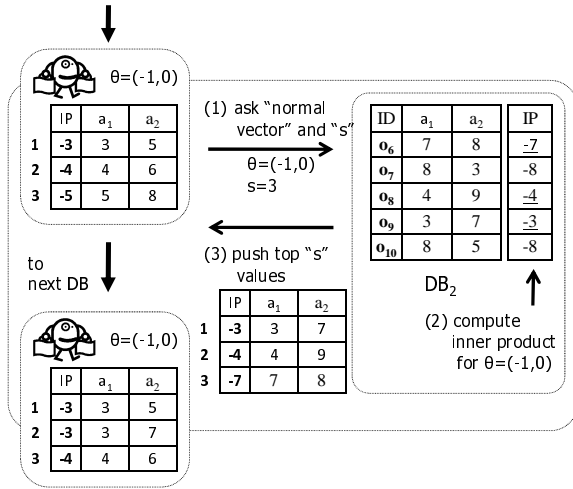 θ=(-1,0)
IP a1 a2
1 -3 3 5
2 -4 4 6
3 -5 5 8
(1) ask “normal
vector” and “s”
θ=(-1,0)
s=3
ID a1 a2 IP
o6 7 8 -7
o7 8 3 -8
o8 4 9 -4
o9 3 7 -3
o10 8 5 -8
DB2
(2) compute
inner product
for θ=(-1,0)
(3) push top “s”
values
IP a1 a2
1 -3 3 7
2 -4 4 9
3 -7 7 8
to
next DB
θ=(-1,0)
IP a1 a2
1 -3 3 5
2 -3 3 7
3 -4 4 6